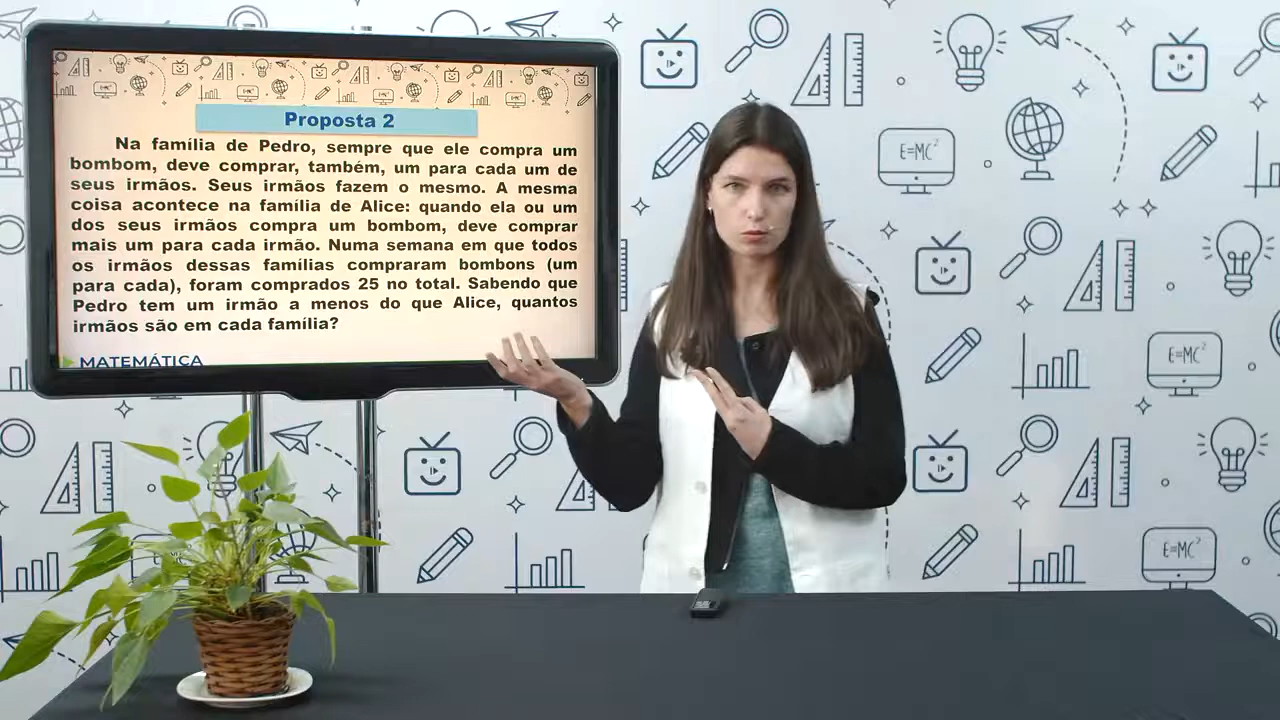 Proposta 2
Na família de Pedro, sempre que ele compra um
bombom, deve comprar, também, um para cada um de
seus irmãos. Seus irmãos fazem o mesmo. A mesma
coisa acontece na família de Alice: quando ela ou um
dos seus irmãos compra um bombom, deve comprar
mais um para cada irmão. Numa semana em que todos
os irmãos dessas famílias compraram bombons (um
para cada), foram comprados 25 no total. Sabendo que
Pedro tem um irmão a menos do que Alice, quantos
irmãos são em cada família?
MATEMÁTICA
E=MC²
E=MC²
E=MC²